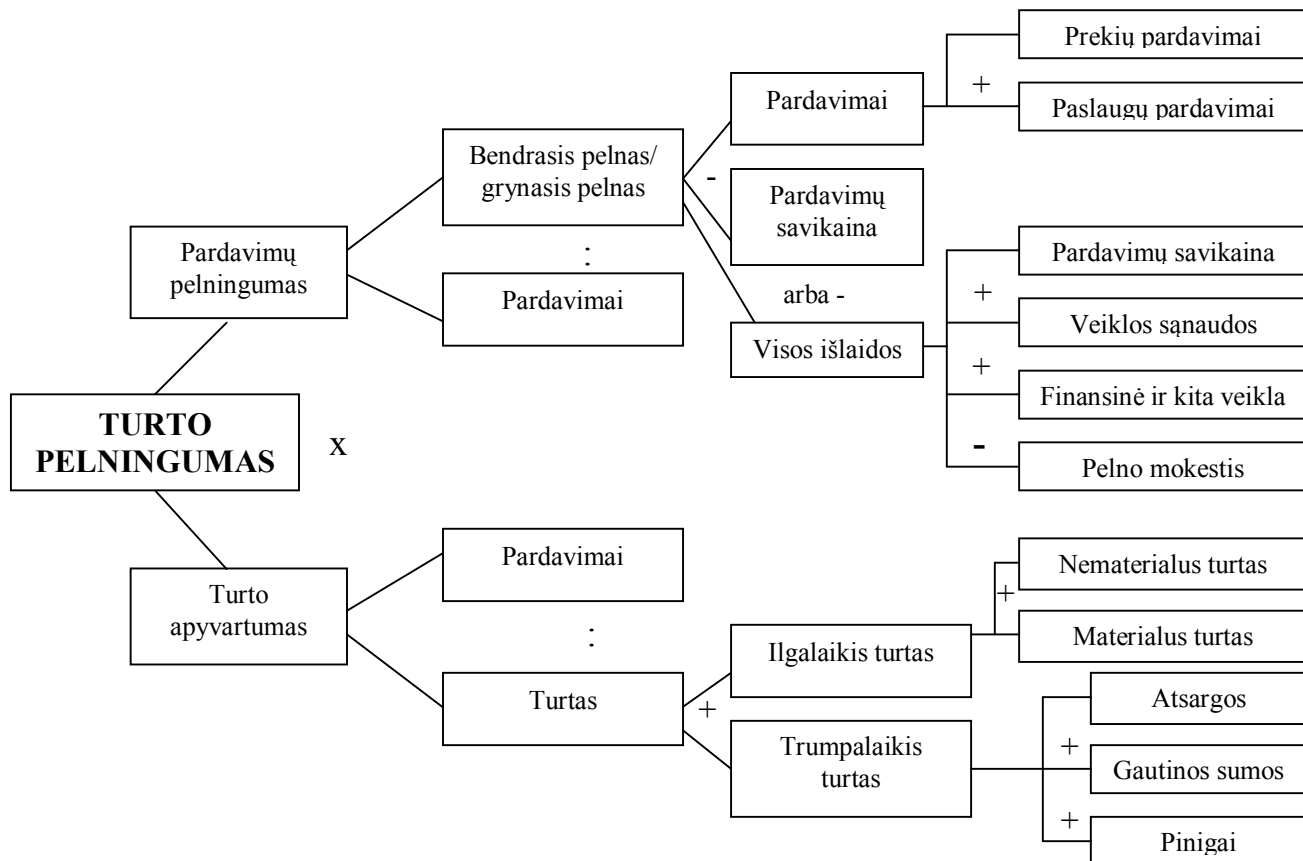 Prekių pardavimai
+
Paslaugų pardavimai
Pardavimai
Bendrasis pelnas/
grynasis pelnas
-
Pardavimų
savikaina
Pardavimų
pelningumas
:
Pardavimai
arba -
Visos išlaidos
Pardavimų savikaina
+
Veiklos sąnaudos
+
Finansinė ir kita veikla
-
Pelno mokestis
TURTO
PELNINGUMAS
x
Turto
apyvartumas
Pardavimai
:
Turtas
+
Ilgalaikis turtas
Nematerialus turtas
+
Materialus turtas
Trumpalaikis
turtas
Atsargos
+
Gautinos sumos
+
Pinigai